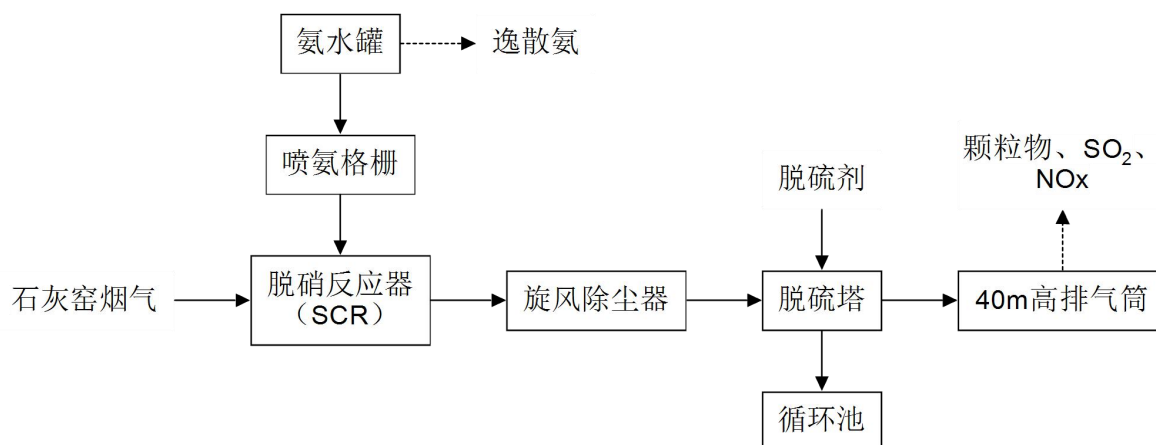 氨水罐
逸散氨
喷氨格栅
脱硫剂
颗粒物、SO₂、
NOx
石灰窑烟气
脱硝反应器
（SCR）
旋风除尘器
脱硫塔
40m高排气筒
循环池